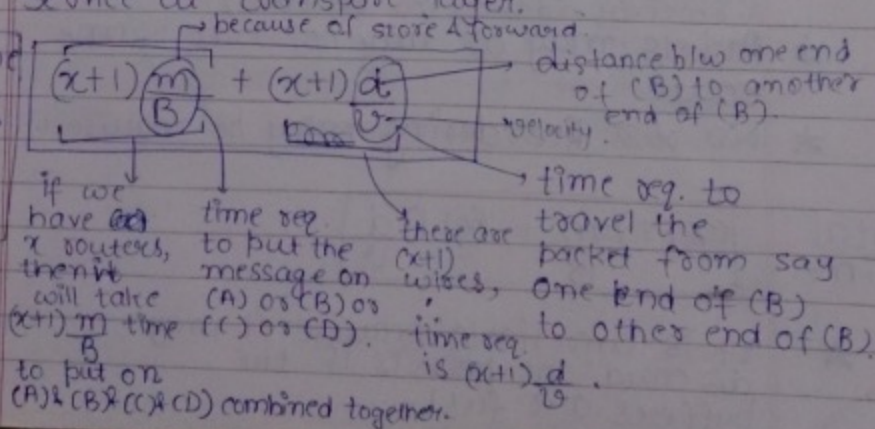 because of store & forward.
(x+1) m/B + (x+1) d/v
distance b/w one end
of (B) to another
end of (B).
velocity.
if we
have
x routers,
then it
will take
(x+1) m/B time
to put on
(A) & (B) & (C) & (D) combined together.
time req.
to put the
message on
(A) or (B) or
(C) or (D).
there are
(x+1)
wires,
time req.
is (x+1) d/v.
time req. to
travel the
packet from say
one end of (B)
to other end of (B)